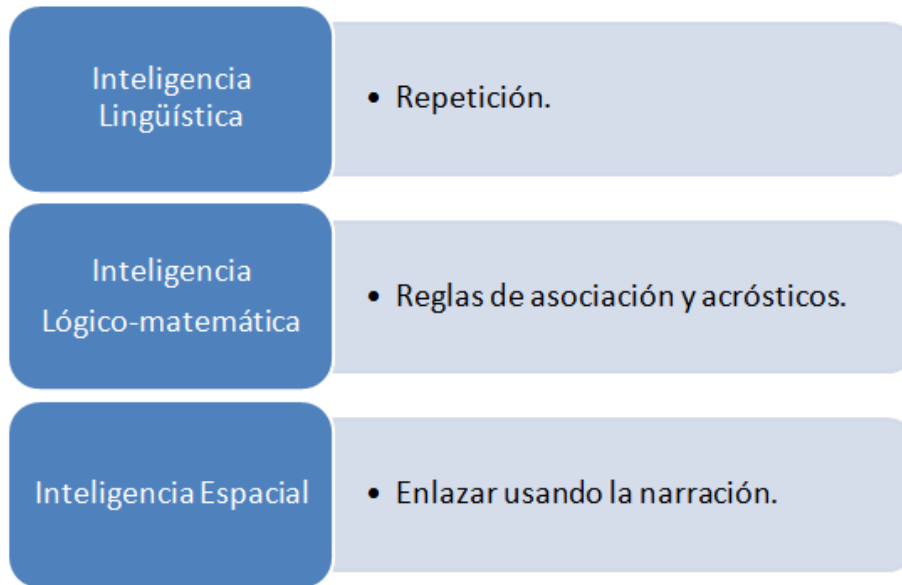 Inteligencia
Lingüística
• Repetición.
Inteligencia
Lógico-matemática
• Reglas de asociación y acrósticos.
Inteligencia Espacial
• Enlazar usando la narración.